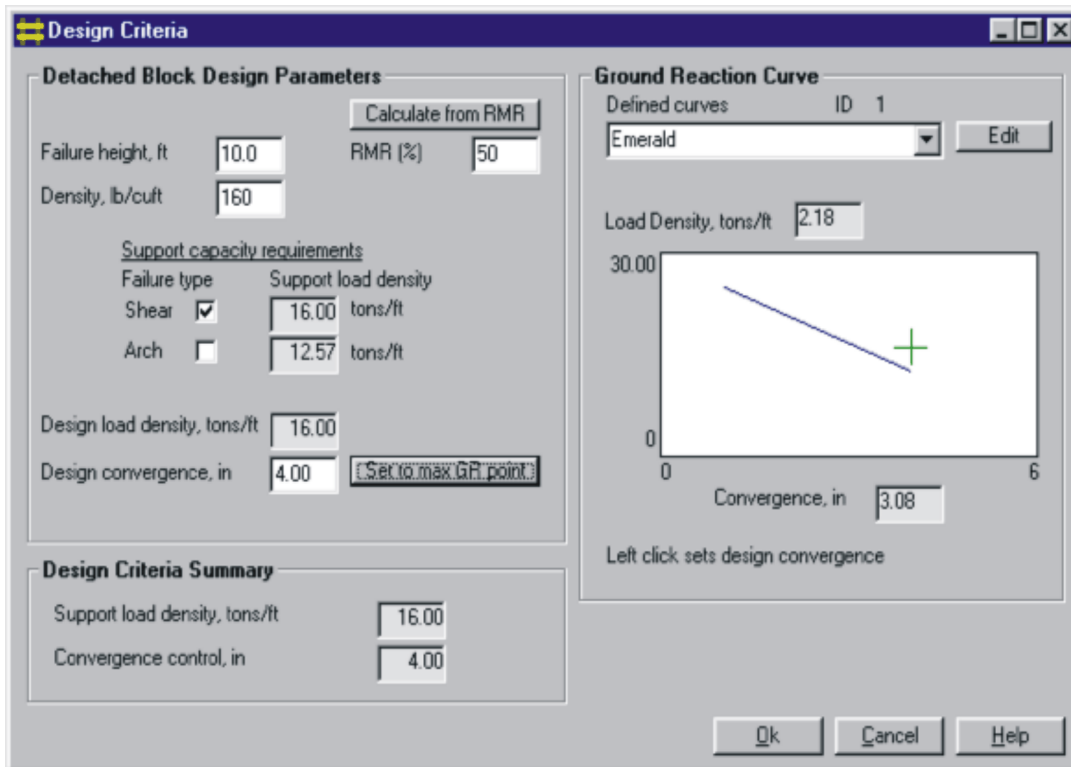 Design Criteria
Detached Block Design Parameters
Calculate from RMR
Failure height, ft 10.0 RMR (%) 50
Density, lb/cuft 160
Support capacity requirements
Failure type Support load density
Shear 16.00 tons/ft
Arch 12.57 tons/ft
Design load density, tons/ft 16.00
Design convergence, in 4.00 Set to max GR point
Design Criteria Summary
Support load density, tons/ft 16.00
Convergence control, in 4.00
Ground Reaction Curve
Defined curves ID 1
Emerald Edit
Load Density, tons/ft 2.18
30.00
0
0 6
Convergence, in 3.08
Left click sets design convergence
Ok Cancel Help